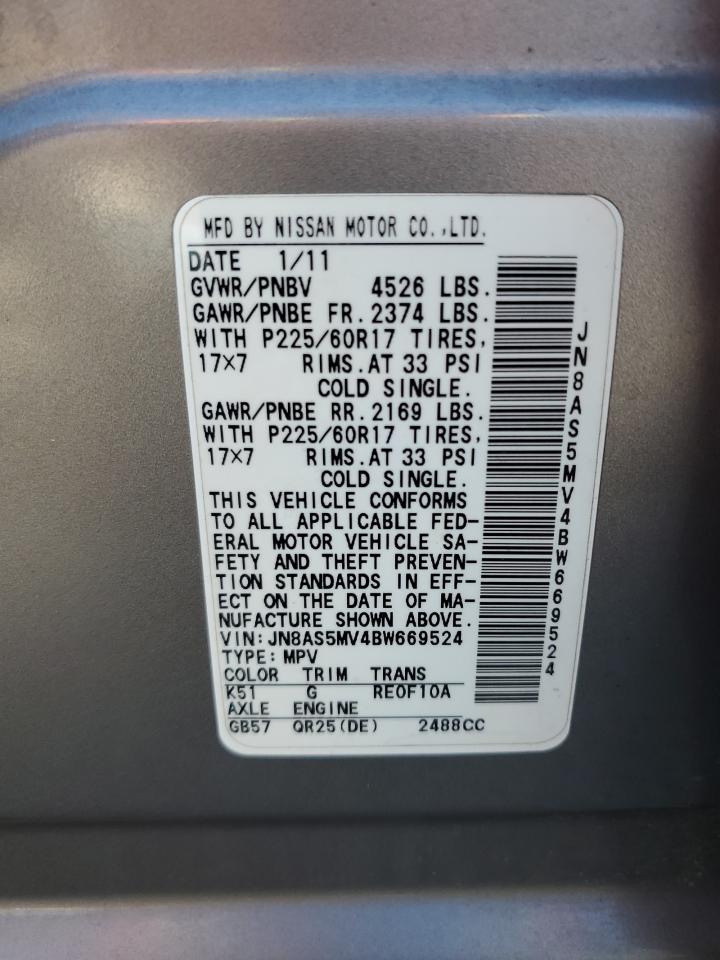 MFD BY NISSAN MOTOR CO.,LTD.
DATE 1/11
GVWR/PNBV 4526 LBS.
GAWR/PNBE FR.2374 LBS.
WITH P225/60R17 TIRES,
17×7 RIMS.AT 33 PSI
COLD SINGLE.
GAWR/PNBE RR.2169 LBS.
WITH P225/60R17 TIRES,
17×7 RIMS.AT 33 PSI
COLD SINGLE.
THIS VEHICLE CONFORMS
TO ALL APPLICABLE FED-
ERAL MOTOR VEHICLE SA-
FETY AND THEFT PREVEN-
TION STANDARDS IN EFF-
ECT ON THE DATE OF MA-
NUFACTURE SHOWN ABOVE.
VIN:JN8AS5MV4BW669524
TYPE:MPV
COLOR TRIM TRANS
K51 G RE0F10A
AXLE ENGINE
GB57 QR25(DE) 2488CC
JN8AS5MV4BW669524